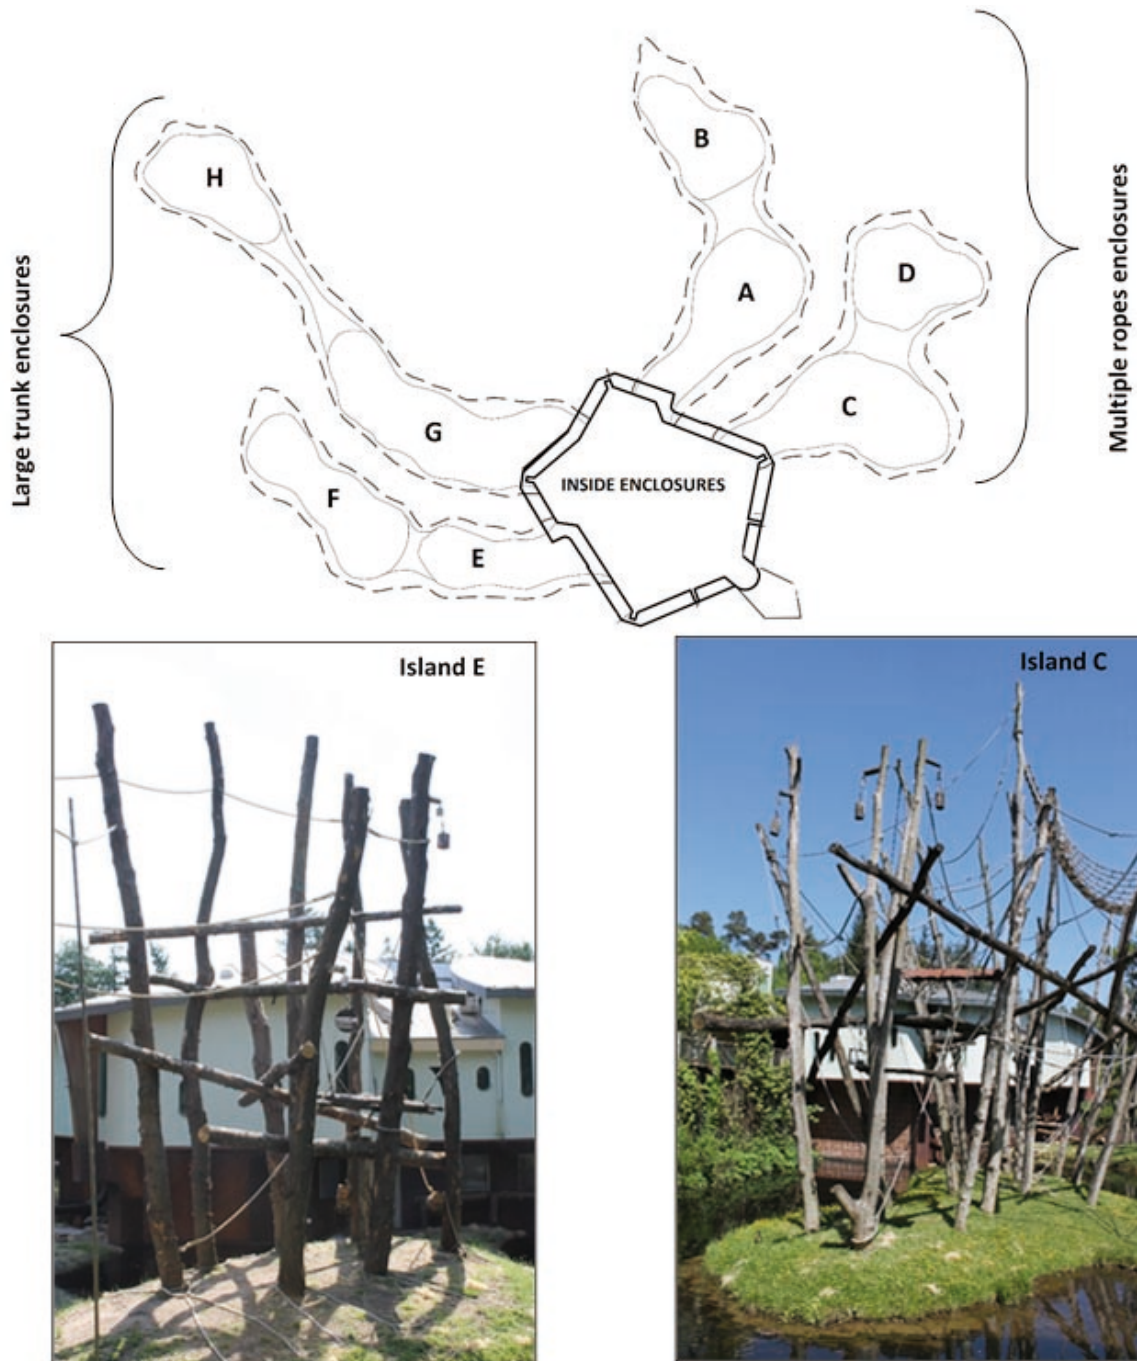 B
H
Large trunk enclosures
Multiple ropes enclosures
D
A
C
G
INSIDE ENCLOSURES
F
E
Island E
Island C